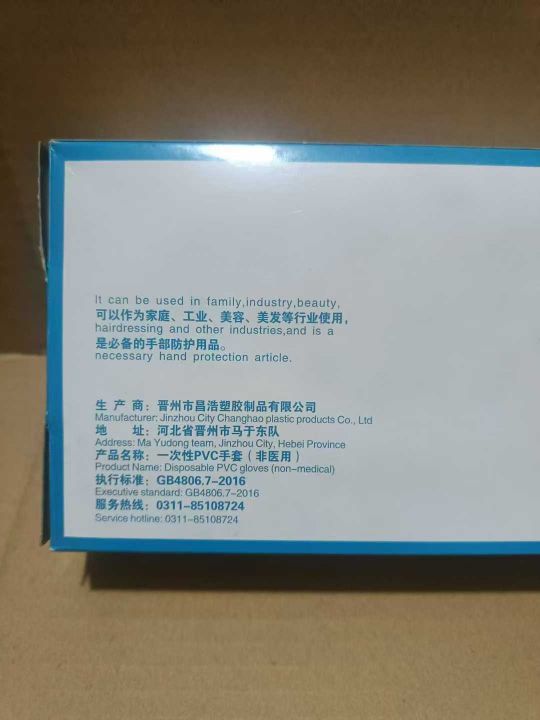 It can be used in family,industry,beauty,
可以作为家庭、工业、美容、美发等行业使用，
hairdressing and other industries,and is a
是必备的手部防护用品。
necessary hand protection article.
生 产 商：晋州市昌浩塑胶制品有限公司
Manufacturer: Jinzhou City Changhao plastic products Co., Ltd
地 址：河北省晋州市马于东队
Address: Ma Yudong team, Jinzhou City, Hebei Province
产品名称：一次性PVC手套（非医用）
Product Name: Disposable PVC gloves (non-medical)
执行标准：GB4806.7-2016
Executive standard: GB4806.7-2016
服务热线：0311-85108724
Service hotline: 0311-85108724